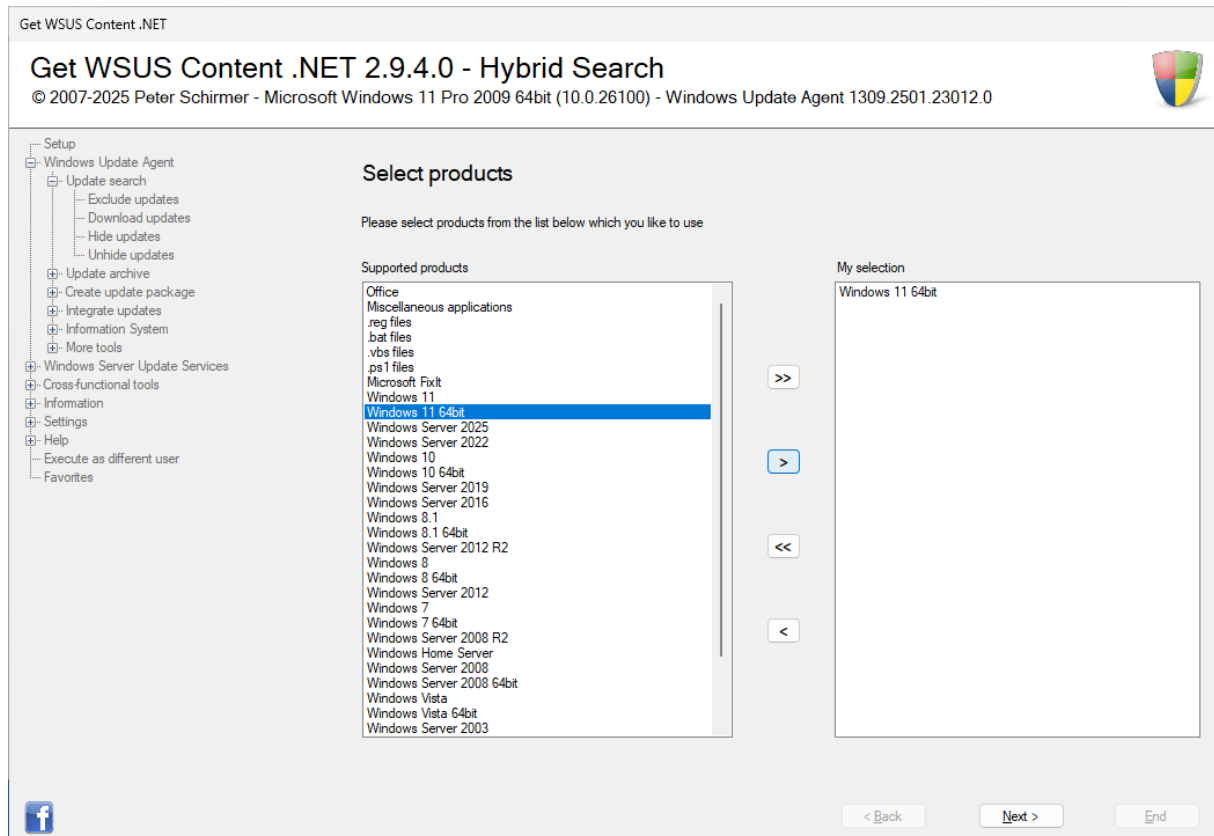 Get WSUS Content .NET
Get WSUS Content .NET 2.9.4.0 - Hybrid Search
© 2007-2025 Peter Schirmer - Microsoft Windows 11 Pro 2009 64bit (10.0.26100) - Windows Update Agent 1309.2501.23012.0
Setup
Windows Update Agent
Update search
Exclude updates
Download updates
Hide updates
Unhide updates
Update archive
Create update package
Integrate updates
Information System
More tools
Windows Server Update Services
Cross-functional tools
Information
Settings
Help
Execute as different user
Favorites
Select products
Please select products from the list below which you like to use
Supported products
Office
Miscellaneous applications
.reg files
.bat files
.vbs files
.ps1 files
Microsoft FixIt
Windows 11
Windows 11 64bit
Windows Server 2025
Windows Server 2022
Windows 10
Windows 10 64bit
Windows Server 2019
Windows Server 2016
Windows 8.1
Windows 8.1 64bit
Windows Server 2012 R2
Windows 8
Windows 8 64bit
Windows Server 2012
Windows 7
Windows 7 64bit
Windows Server 2008 R2
Windows Home Server
Windows Server 2008
Windows Server 2008 64bit
Windows Vista
Windows Vista 64bit
Windows Server 2003
>>
>
<<
<
My selection
Windows 11 64bit
f
< Back
Next >
End